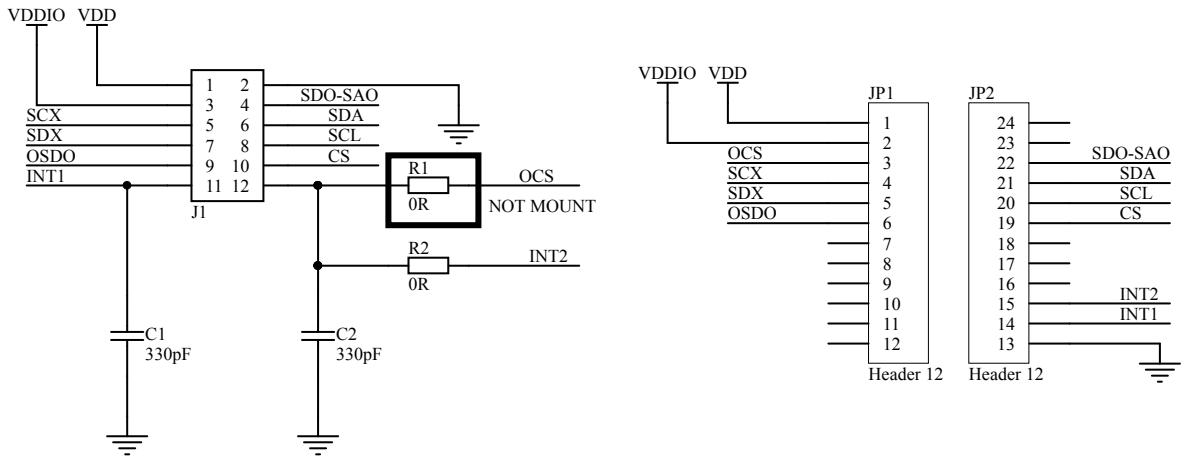 VDDIO VDD
1 2
3 4 SDO-SAO
SCX 5 6 SDA
SDX 7 8 SCL
OSDO 9 10 CS
INT1 11 12
J1
R1
0R
OCS
NOT MOUNT
R2
0R
INT2
C1
330pF
C2
330pF
VDDIO VDD
JP1
1
2
OCS 3
SCX 4
SDX 5
OSDO 6
7
8
9
10
11
12
Header 12
JP2
24
23
22 SDO-SAO
21 SDA
20 SCL
19 CS
18
17
16
15 INT2
14 INT1
13
Header 12